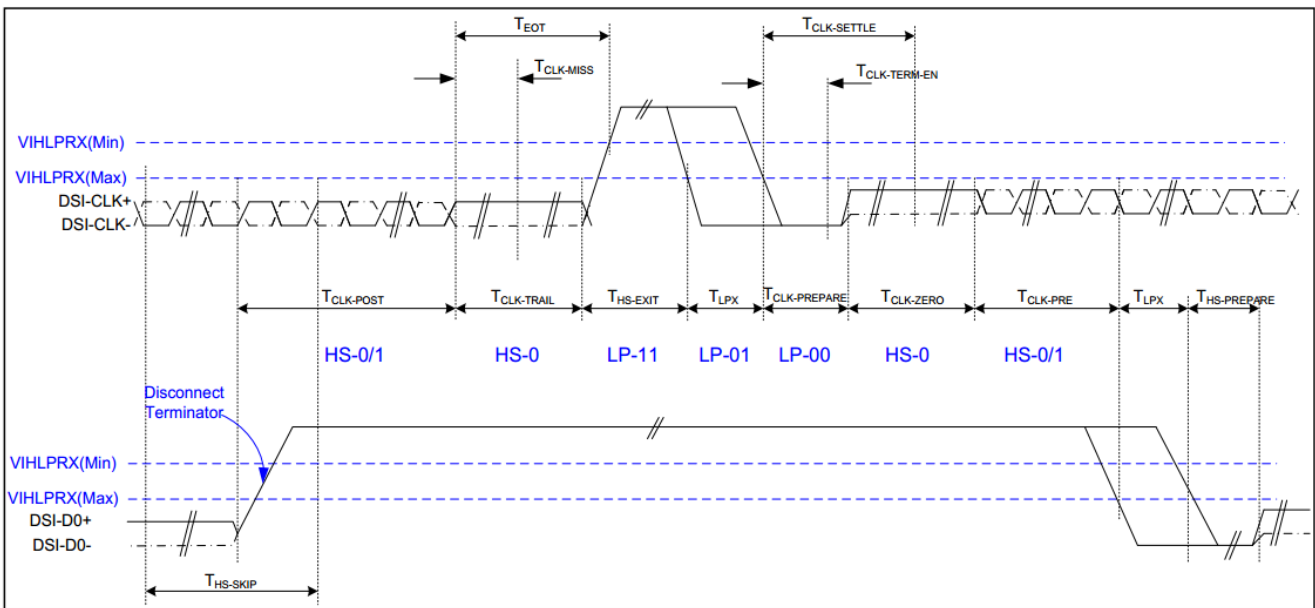 TEOT
TCLK-SETTLE
TCLK-MISS
TCLK-TERM-EN
VIHLPRX(Min)
VIHLPRX(Max)
DSI-CLK+
DSI-CLK-
TCLK-POST
TCLK-TRAIL
THS-EXIT
TLPX
TCLK-PREPARE
TCLK-ZERO
TCLK-PRE
TLPX
THS-PREPARE
HS-0/1
HS-0
LP-11
LP-01
LP-00
HS-0
HS-0/1
Disconnect
Terminator
VIHLPRX(Min)
VIHLPRX(Max)
DSI-D0+
DSI-D0-
THS-SKIP